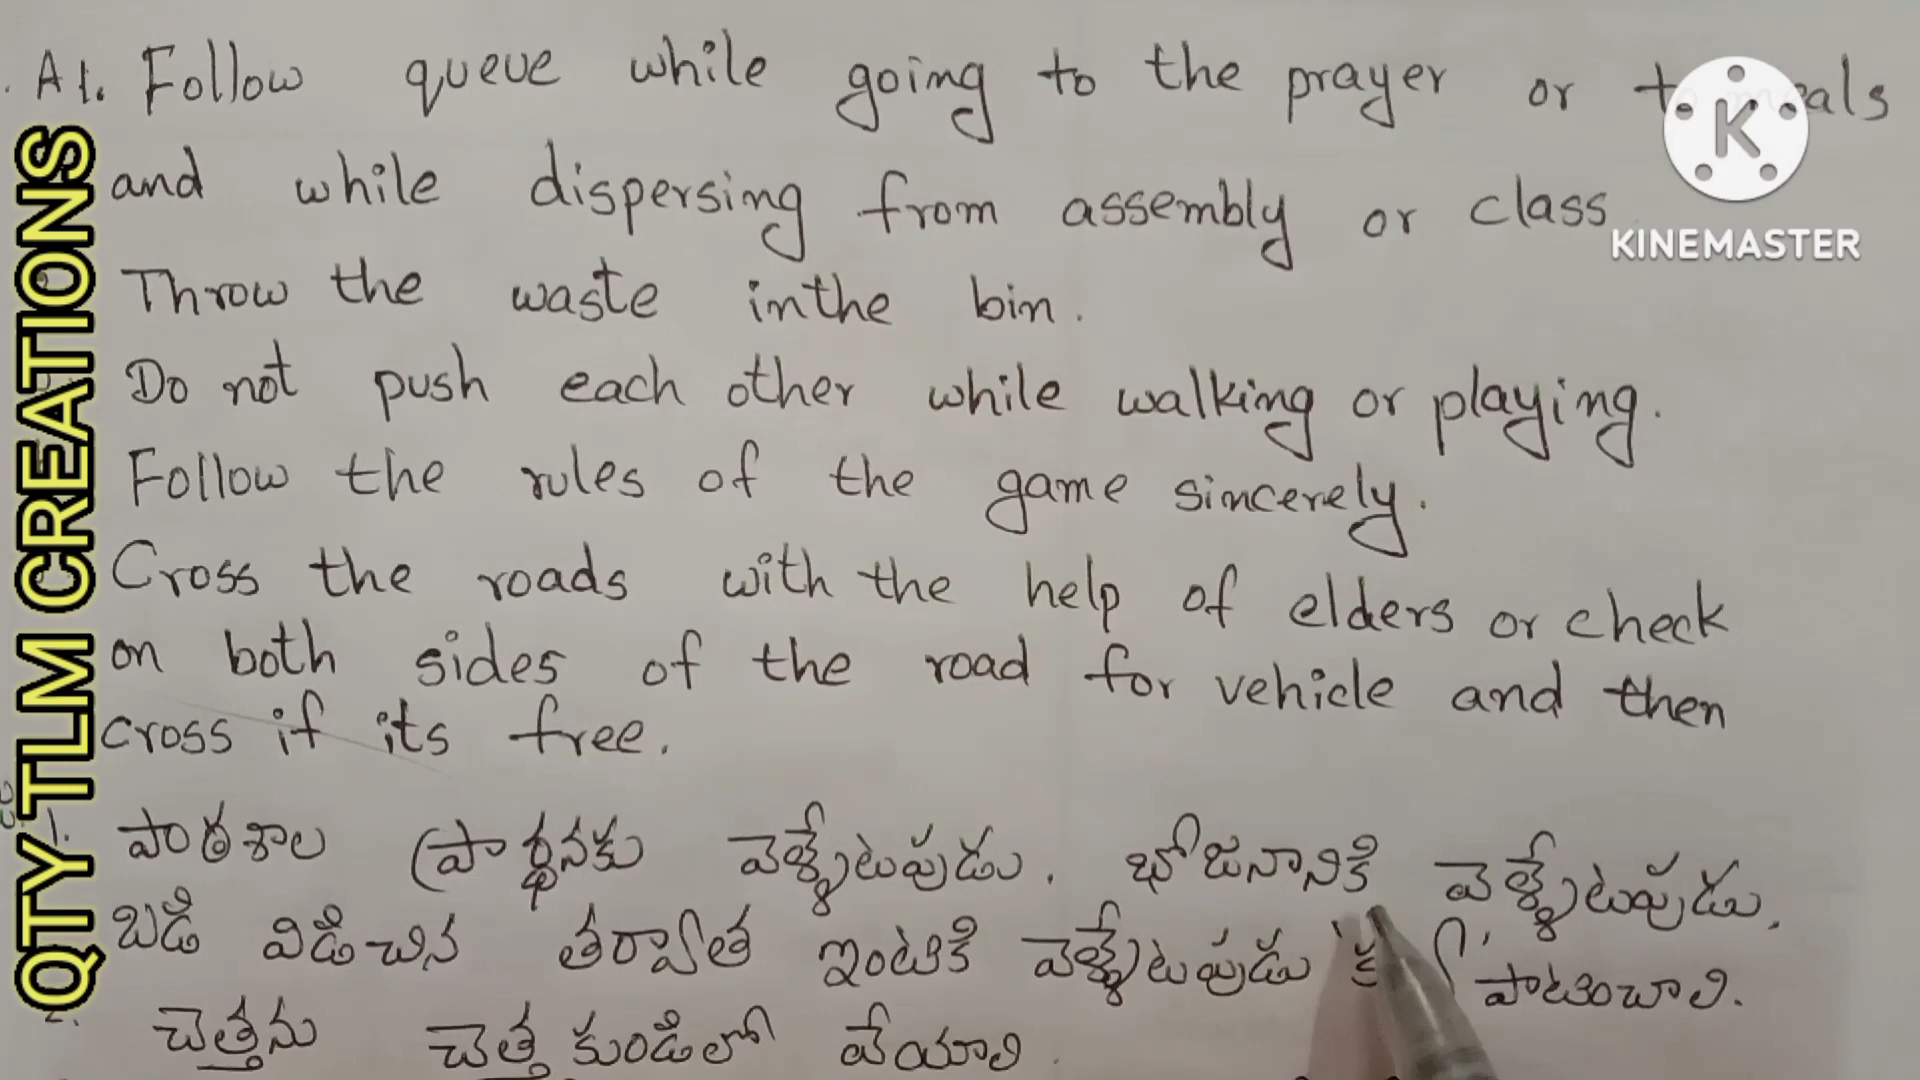 A1. Follow queue while going to the prayer or to meals
and while dispersing from assembly or class
Throw the waste inthe bin.
Do not push each other while walking or playing.
Follow the rules of the game sincerely.
Cross the roads with the help of elders or check
on both sides of the road for vehicle and then
cross if its free.
1. పాఠశాల ప్రార్థనకు వెళ్ళేటపుడు. భోజనానికి వెళ్ళేటపుడు.
బడి విడిచిన తర్వాత ఇంటికి వెళ్ళేటపుడు పాటించాలి.
2. చెత్తను చెత్త కుండిలో వేయాలి.
QTY TLM CREATIONS
K
KINEMASTER